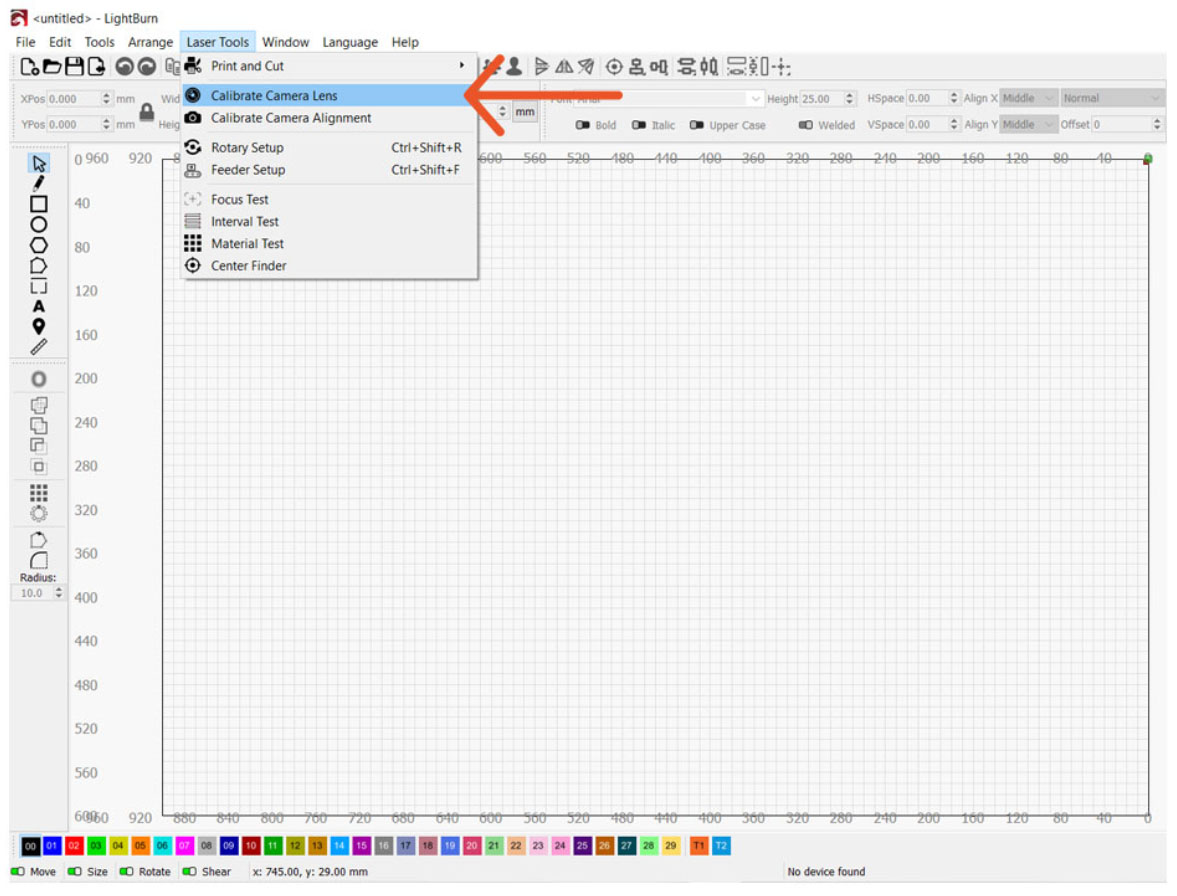 <untitled> - LightBurn
File Edit Tools Arrange Laser Tools Window Language Help
Print and Cut
XPos 0.000 mm Wid Calibrate Camera Lens mm Height 25.00 HSpace 0.00 Align X Middle Normal
YPos 0.000 mm Heig Calibrate Camera Alignment Bold Italic Upper Case Welded VSpace 0.00 Align Y Middle Offset 0
Rotary Setup Ctrl+Shift+R
0 960 920 8 600 560 520 480 440 400 360 320 280 240 200 160 120 80 40 0
Feeder Setup Ctrl+Shift+F
Focus Test
40
Interval Test
Material Test
80
Center Finder
120
A
160
200
240
280
320
360
Radius:
10.0
400
440
480
520
560
600 960 920 880 840 800 760 720 680 640 600 560 520 480 440 400 360 320 280 240 200 160 120 80 40 0
00 01 02 03 04 05 06 07 08 09 10 11 12 13 14 15 16 17 18 19 20 21 22 23 24 25 26 27 28 29 T1 T2
Move Size Rotate Shear x: 745.00, y: 29.00 mm No device found